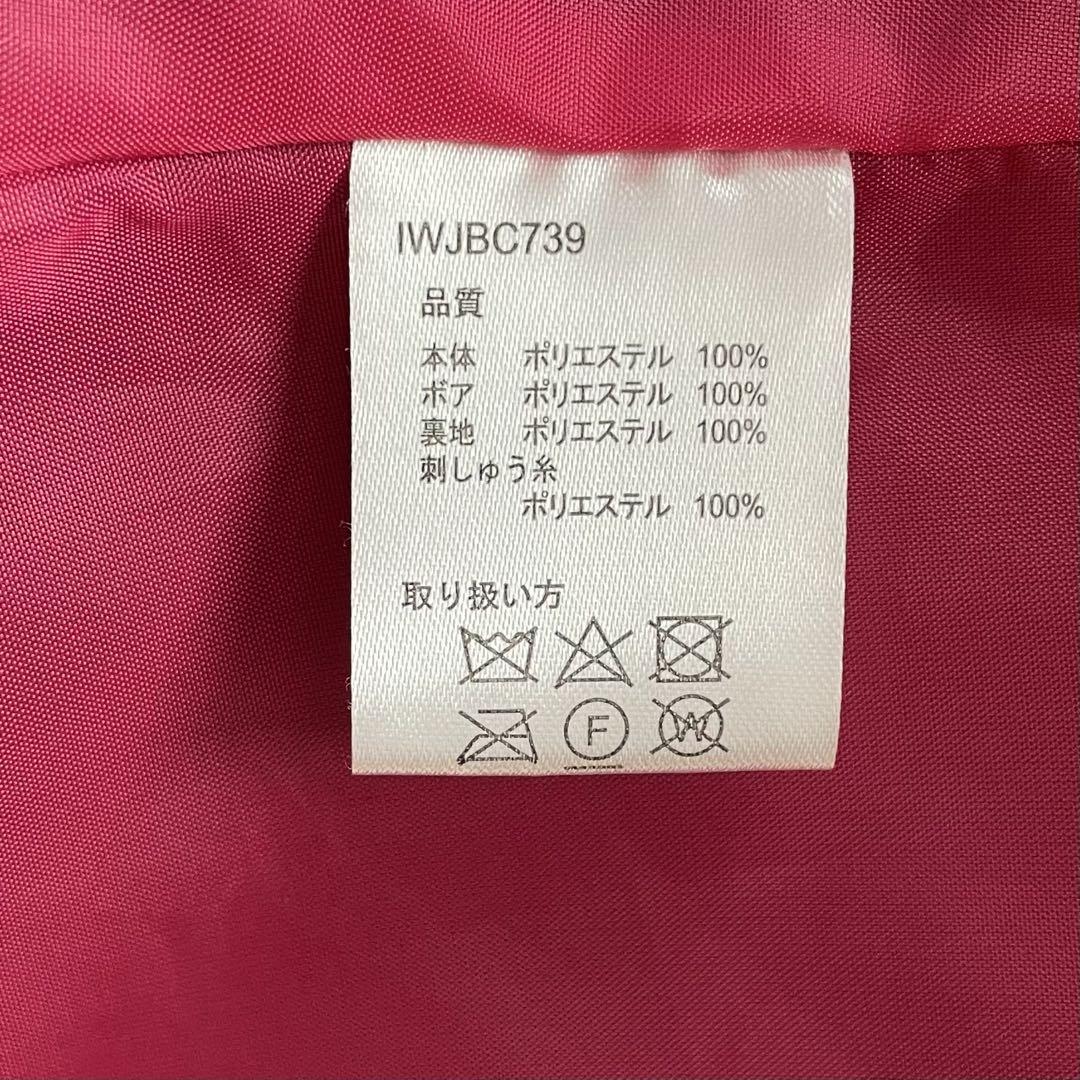 IWJBC739
品質
本体 ポリエステル 100%
ボア ポリエステル 100%
裏地 ポリエステル 100%
刺しゅう糸
ポリエステル 100%
取り扱い方
F W